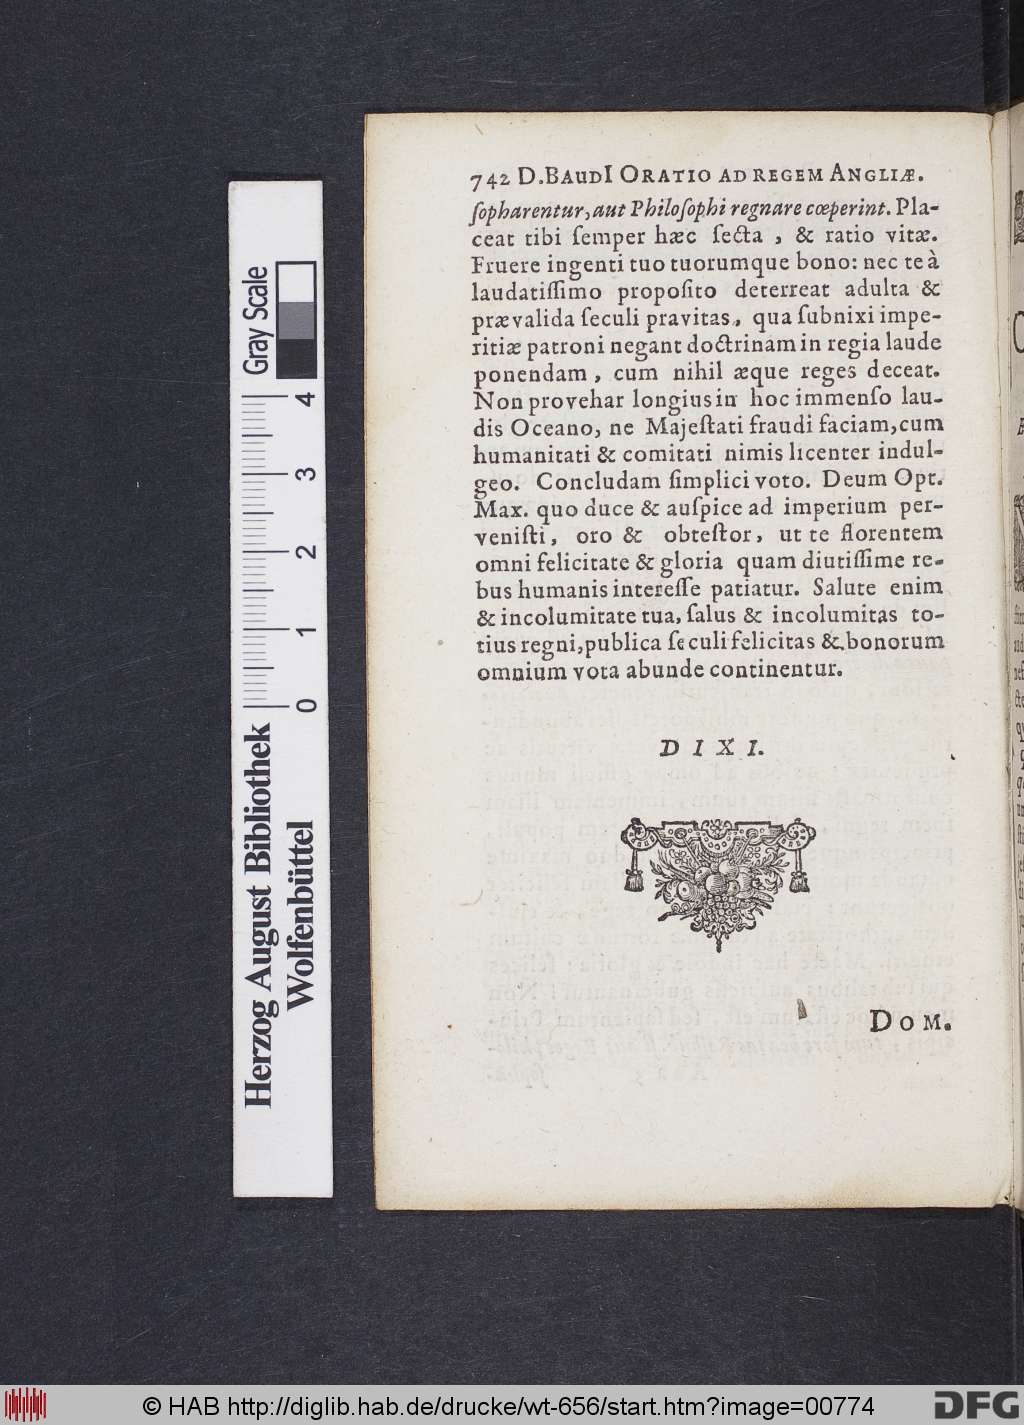 742 D. BAUDI ORATIO AD REGEM ANGLIÆ.
ſopharentur, aut Philoſophi regnare cœperint. Pla-
ceat tibi ſemper hæc ſecta, & ratio vitæ.
Fruere ingenti tuo tuorumque bono: nec te à
laudatiſſimo propoſito deterreat adulta &
prævalida ſeculi pravitas, qua ſubnixi impe-
ritiæ patroni negant doctrinam in regia laude
ponendam, cum nihil æque reges deceat.
Non provehar longius in hoc immenſo lau-
dis Oceano, ne Majeſtati fraudi faciam, cum
humanitati & comitati nimis licenter indul-
geo. Concludam ſimplici voto. Deum Opt.
Max. quo duce & auſpice ad imperium per-
veniſti, oro & obteſtor, ut te florentem
omni felicitate & gloria quam diutiſſime re-
bus humanis intereſſe patiatur. Salute enim
& incolumitate tua, ſalus & incolumitas to-
tius regni, publica ſeculi felicitas & bonorum
omnium vota abunde continentur.
DIXI.
DOM.
Gray Scale
4
3
2
1
0
Herzog August Bibliothek
Wolfenbüttel
© HAB http://diglib.hab.de/drucke/wt-656/start.htm?image=00774
DFG